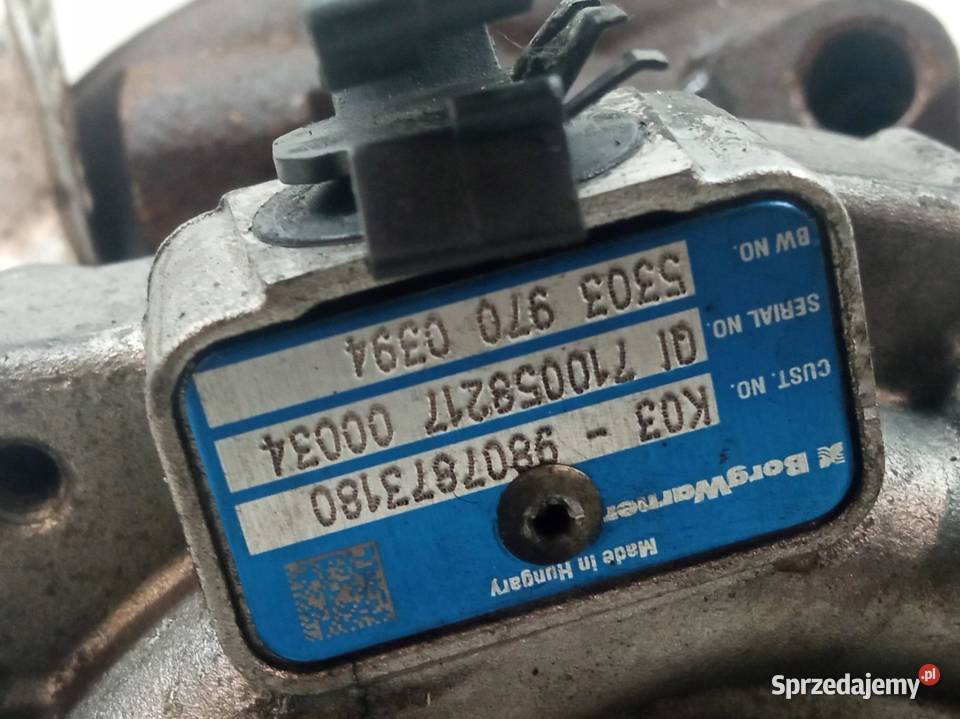 BorgWarner Made in Hungary
CUST. NO. K03 - 9807873180
SERIAL NO. QI 710058217 00034
BW NO. 5303 970 0394
Sprzedajemy.pl